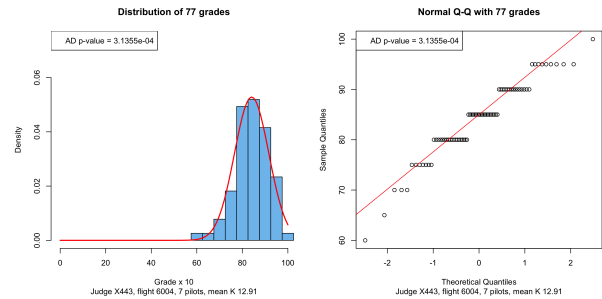 Distribution of 77 grades
AD p-value = 3.1355e-04
Density
0.00 0.02 0.04 0.06
0 20 40 60 80 100
Grade x 10
Judge X443, flight 6004, 7 pilots, mean K 12.91
Normal Q-Q with 77 grades
AD p-value = 3.1355e-04
Sample Quantiles
60 70 80 90 100
-2 -1 0 1 2
Theoretical Quantiles
Judge X443, flight 6004, 7 pilots, mean K 12.91